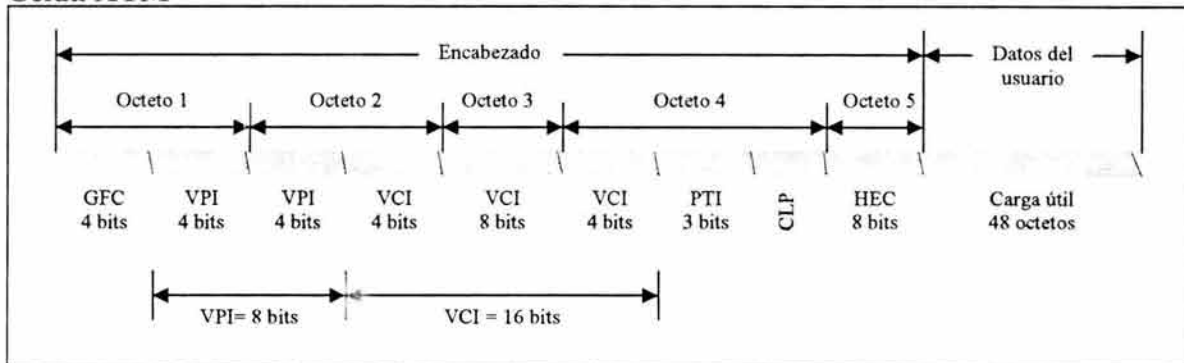 Encabezado
Datos del
usuario
Octeto 1
Octeto 2
Octeto 3
Octeto 4
Octeto 5
GFC
4 bits
VPI
4 bits
VPI
4 bits
VCI
4 bits
VCI
8 bits
VCI
4 bits
PTI
3 bits
CLP
HEC
8 bits
Carga útil
48 octetos
VPI= 8 bits
VCI = 16 bits